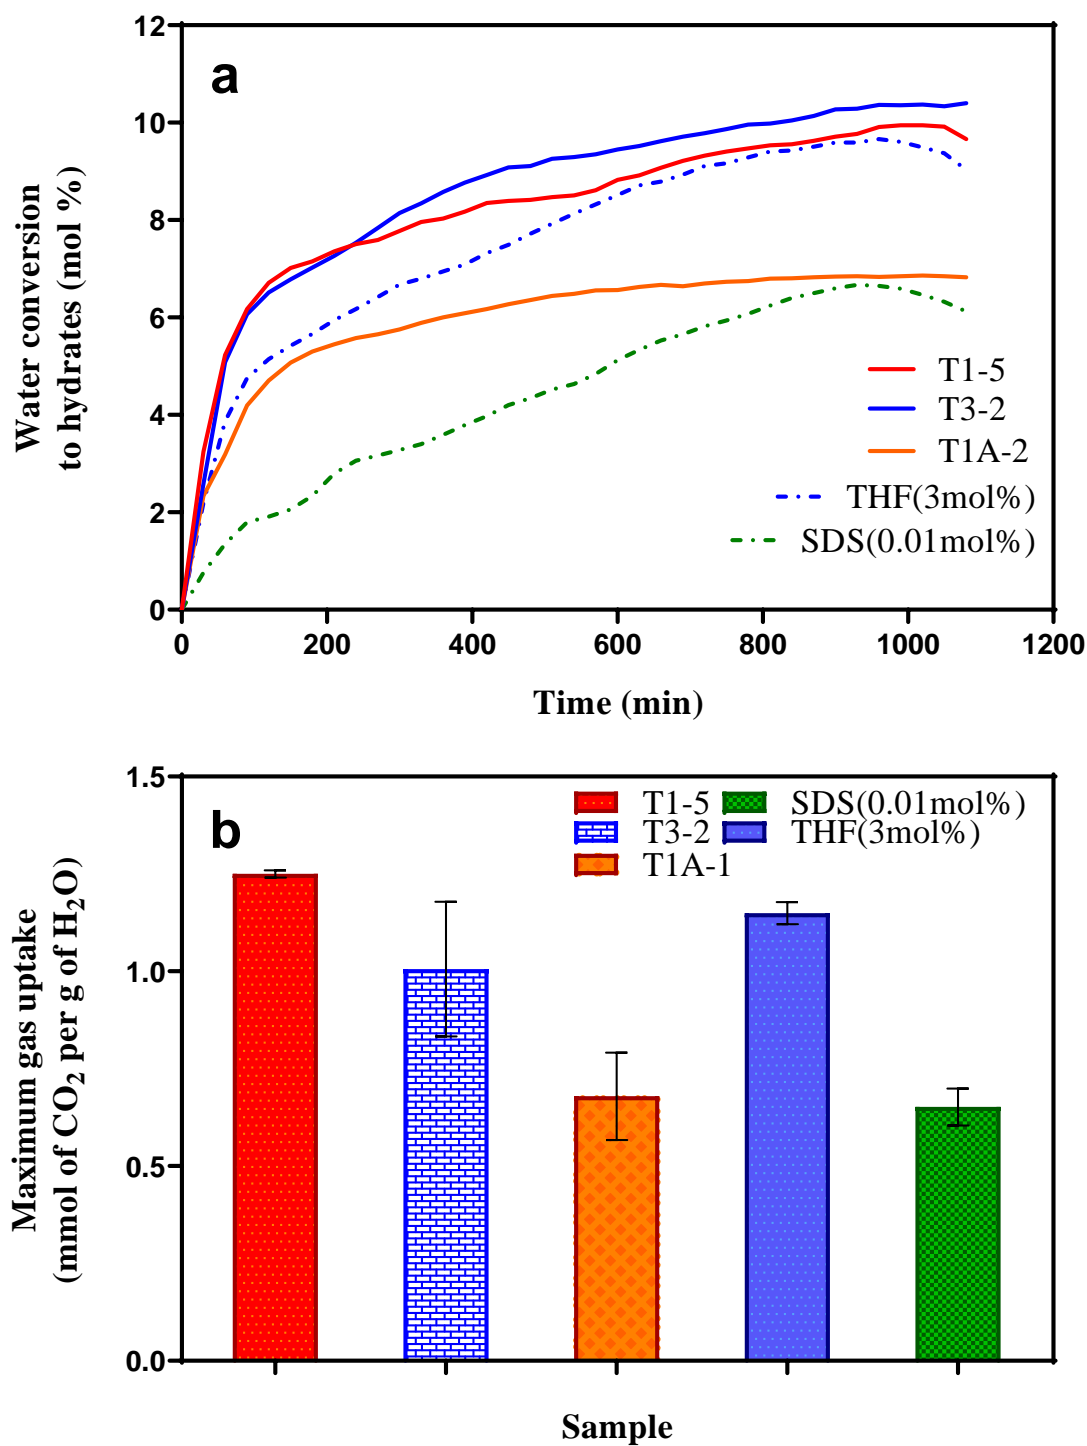 12
10
8
6
4
2
0
a
Water conversion
to hydrates (mol %)
T1-5
T3-2
T1A-2
THF(3mol%)
SDS(0.01mol%)
0 200 400 600 800 1000 1200
Time (min)
1.5
1.0
0.5
0.0
b
Maximum gas uptake
(mmol of CO₂ per g of H₂O)
T1-5 SDS(0.01mol%)
T3-2 THF(3mol%)
T1A-1
Sample